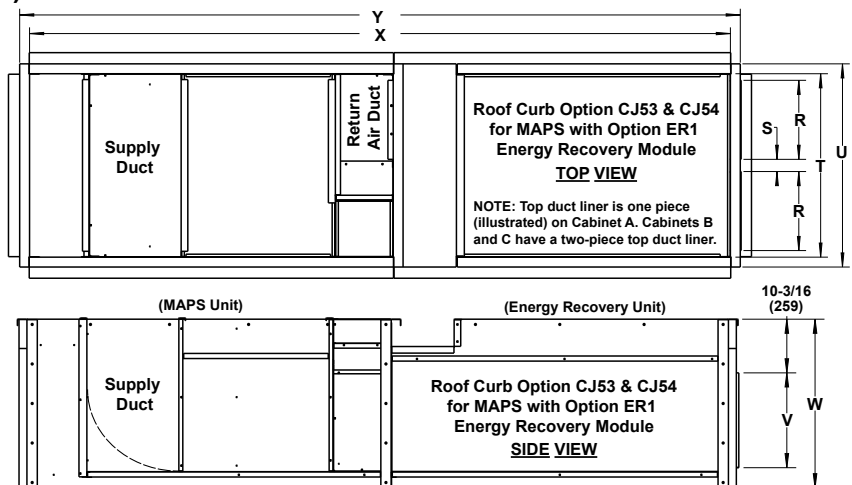 )
Y
X
Supply
Duct
Return
Air Duct
Roof Curb Option CJ53 & CJ54
for MAPS with Option ER1
Energy Recovery Module
TOP VIEW
NOTE: Top duct liner is one piece
(illustrated) on Cabinet A. Cabinets B
and C have a two-piece top duct liner.
S
R
T
U
R
(MAPS Unit)
(Energy Recovery Unit)
10-3/16
(259)
Supply
Duct
Roof Curb Option CJ53 & CJ54
for MAPS with Option ER1
Energy Recovery Module
SIDE VIEW
V
W